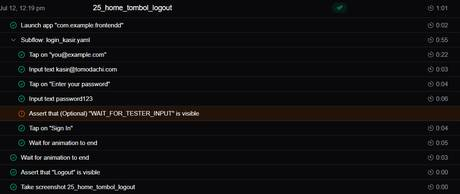 Jul 12, 12:19 pm 25_home_tombol_logout 1:01
Launch app "com.example.frontendd" 0:02
Subflow: login_kasir.yaml 0:55
Tap on "you@example.com" 0:22
Input text kasir@tomodachi.com 0:03
Tap on "Enter your password" 0:04
Input text password123 0:06
Assert that (Optional) "WAIT_FOR_TESTER_INPUT" is visible
Tap on "Sign In" 0:04
Wait for animation to end 0:05
Wait for animation to end 0:03
Assert that "Logout" is visible 0:00
Take screenshot 25_home_tombol_logout 0:00